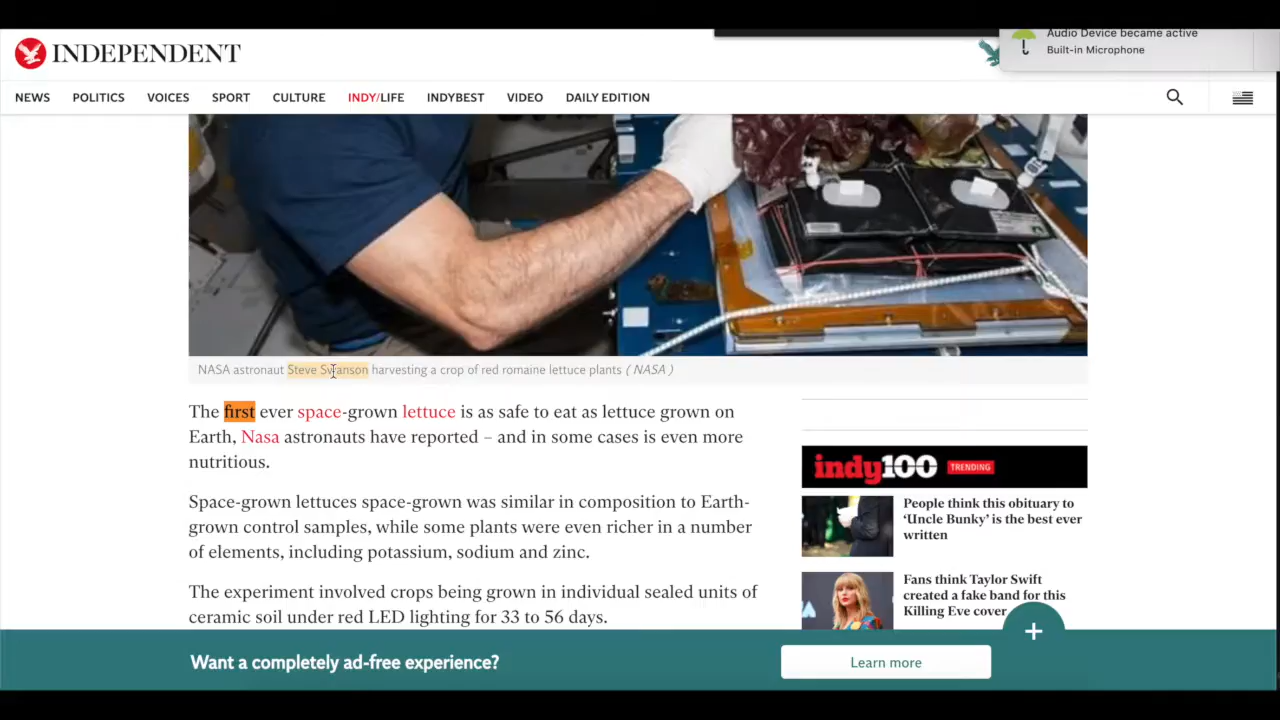 Audio Device became active
Built-in Microphone
INDEPENDENT
NEWS POLITICS VOICES SPORT CULTURE INDY/LIFE INDYBEST VIDEO DAILY EDITION
NASA astronaut Steve Swanson harvesting a crop of red romaine lettuce plants ( NASA )
The first ever space-grown lettuce is as safe to eat as lettuce grown on
Earth, Nasa astronauts have reported – and in some cases is even more
nutritious.
Space-grown lettuces space-grown was similar in composition to Earth-
grown control samples, while some plants were even richer in a number
of elements, including potassium, sodium and zinc.
The experiment involved crops being grown in individual sealed units of
ceramic soil under red LED lighting for 33 to 56 days.
indy100 TRENDING
People think this obituary to
‘Uncle Bunky’ is the best ever
written
Fans think Taylor Swift
created a fake band for this
Killing Eve cover
Want a completely ad-free experience?
Learn more